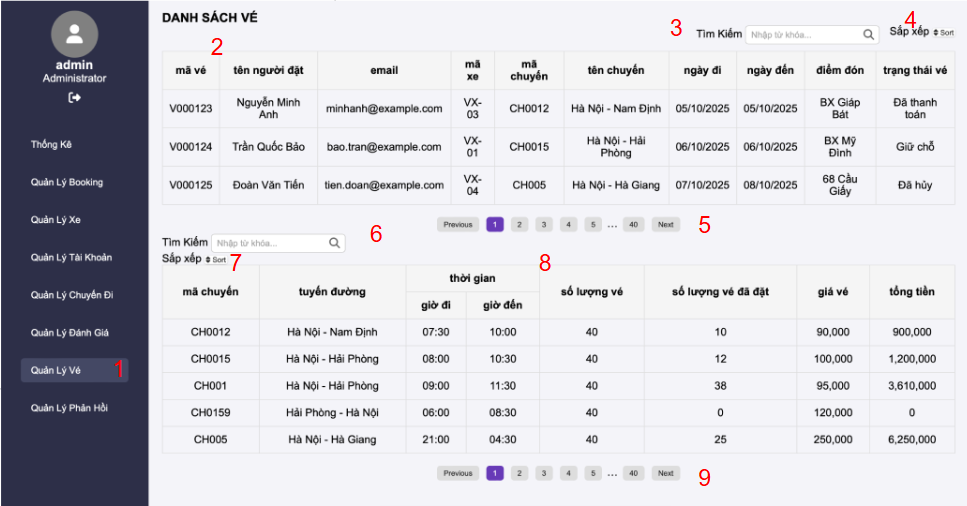 admin
Administrator
Thống Kê
Quản Lý Booking
Quản Lý Xe
Quản Lý Tài Khoản
Quản Lý Chuyến Đi
Quản Lý Đánh Giá
Quản Lý Vé 1
Quản Lý Phản Hồi
DANH SÁCH VÉ
3 Tìm Kiếm Nhập từ khóa... 4 Sắp xếp Sort
2
mã vé tên người đặt email mã xe mã chuyến tên chuyến ngày đi ngày đến điểm đón trạng thái vé
V000123 Nguyễn Minh Anh minhanh@example.com VX-03 CH0012 Hà Nội - Nam Định 05/10/2025 05/10/2025 BX Giáp Bát Đã thanh toán
V000124 Trần Quốc Bảo bao.tran@example.com VX-01 CH0015 Hà Nội - Hải Phòng 06/10/2025 06/10/2025 BX Mỹ Đình Giữ chỗ
V000125 Đoàn Văn Tiến tien.doan@example.com VX-04 CH005 Hà Nội - Hà Giang 07/10/2025 08/10/2025 68 Cầu Giấy Đã hủy
Previous 1 2 3 4 5 ... 40 Next 5
Tìm Kiếm Nhập từ khóa... 6
Sắp xếp Sort 7 8
mã chuyến tuyến đường thời gian số lượng vé số lượng vé đã đặt giá vé tổng tiền
giờ đi giờ đến
CH0012 Hà Nội - Nam Định 07:30 10:00 40 10 90,000 900,000
CH0015 Hà Nội - Hải Phòng 08:00 10:30 40 12 100,000 1,200,000
CH001 Hà Nội - Hải Phòng 09:00 11:30 40 38 95,000 3,610,000
CH0159 Hải Phòng - Hà Nội 06:00 08:30 40 0 120,000 0
CH005 Hà Nội - Hà Giang 21:00 04:30 40 25 250,000 6,250,000
Previous 1 2 3 4 5 ... 40 Next 9